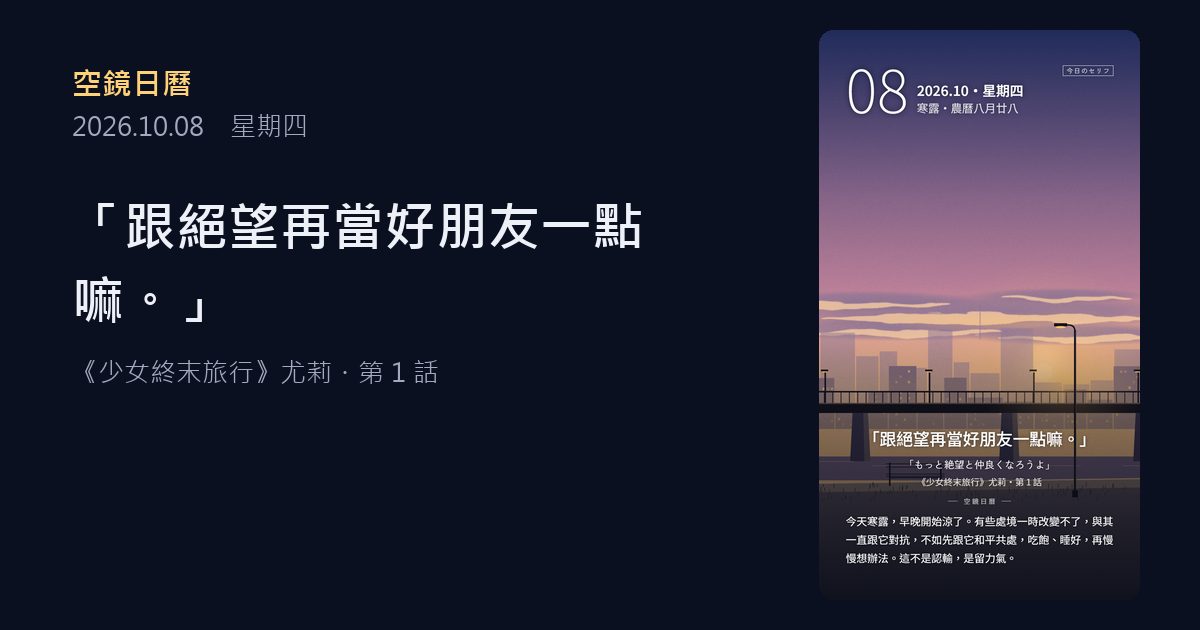 空鏡日曆
2026.10.08　星期四
「跟絕望再當好朋友一點
嘛。」
《少女終末旅行》尤莉・第 1 話
08
2026.10・星期四
寒露・農曆八月廿八
今日のセリフ
「跟絕望再當好朋友一點嘛。」
「もっと絶望と仲良くなろうよ」
《少女終末旅行》尤莉・第 1 話
— 空鏡日曆 —
今天寒露，早晚開始涼了。有些處境一時改變不了，與其
一直跟它對抗，不如先跟它和平共處，吃飽、睡好，再慢
慢想辦法。這不是認輸，是留力氣。